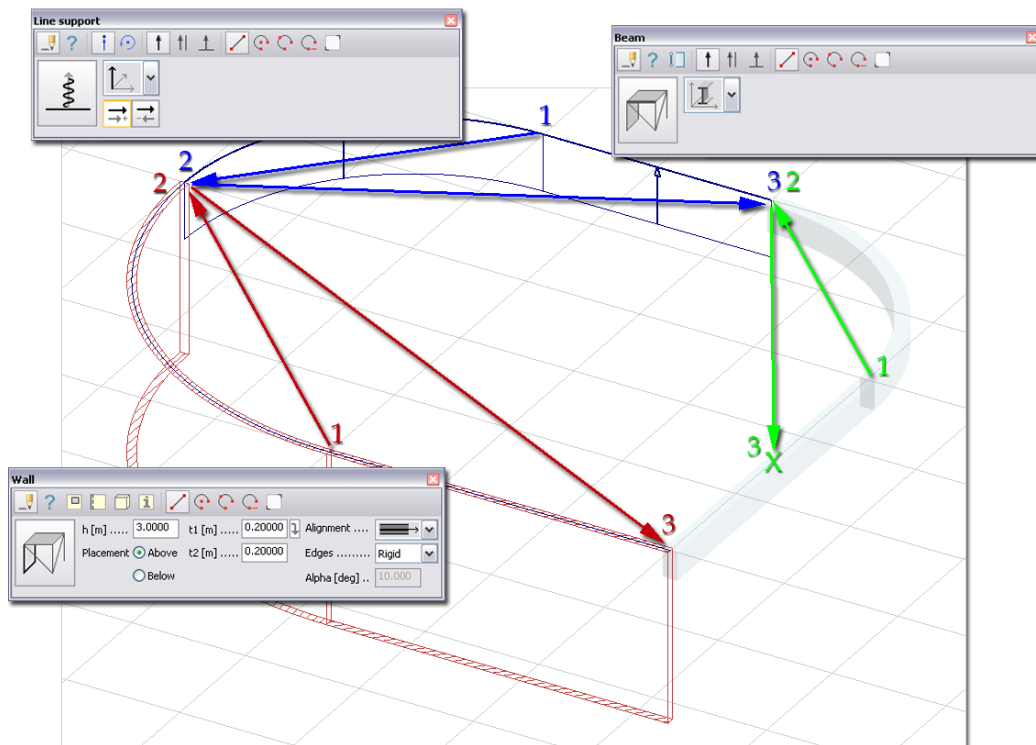 Line support
?
Beam
?
1
2
2
3 2
1
3
X
1
3
Wall
?
i
h [m] ..... 3.0000 t1 [m] ..... 0.20000 Alignment ....
Placement Above t2 [m] ..... 0.20000 Edges ......... Rigid
Below Alpha [deg] .. 10.000